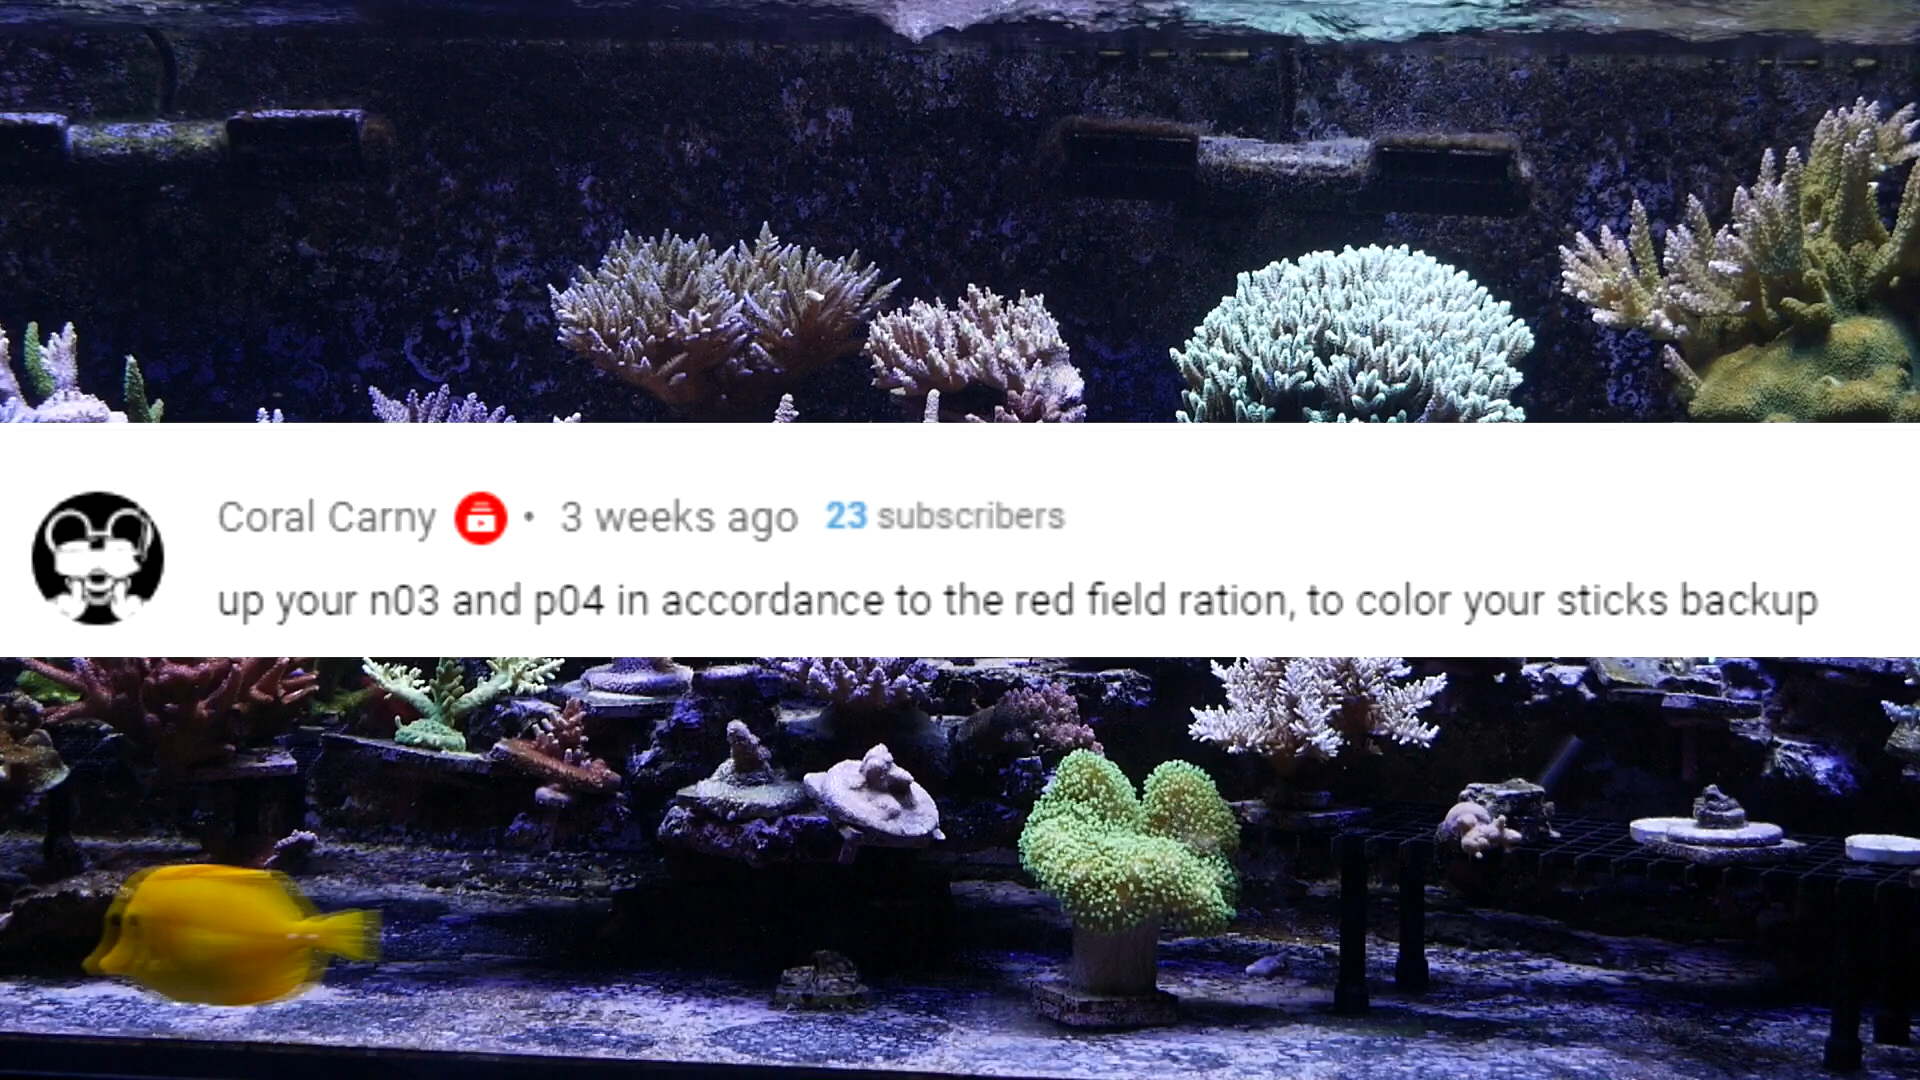 Coral Carny • 3 weeks ago 23 subscribers
up your n03 and p04 in accordance to the red field ration, to color your sticks backup